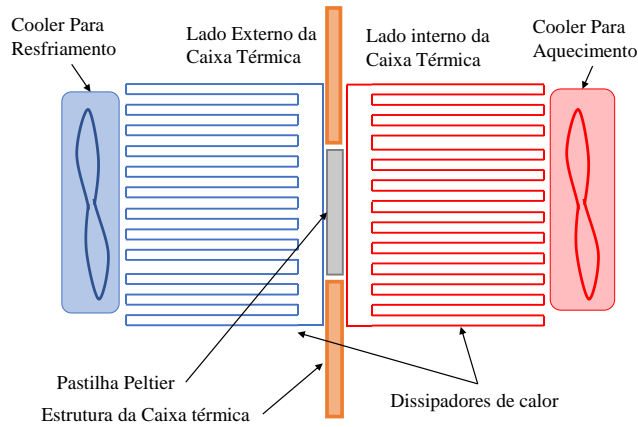 Cooler Para
Resfriamento
Lado Externo da
Caixa Térmica
Lado interno da
Caixa Térmica
Cooler Para
Aquecimento
Pastilha Peltier
Estrutura da Caixa térmica
Dissipadores de calor